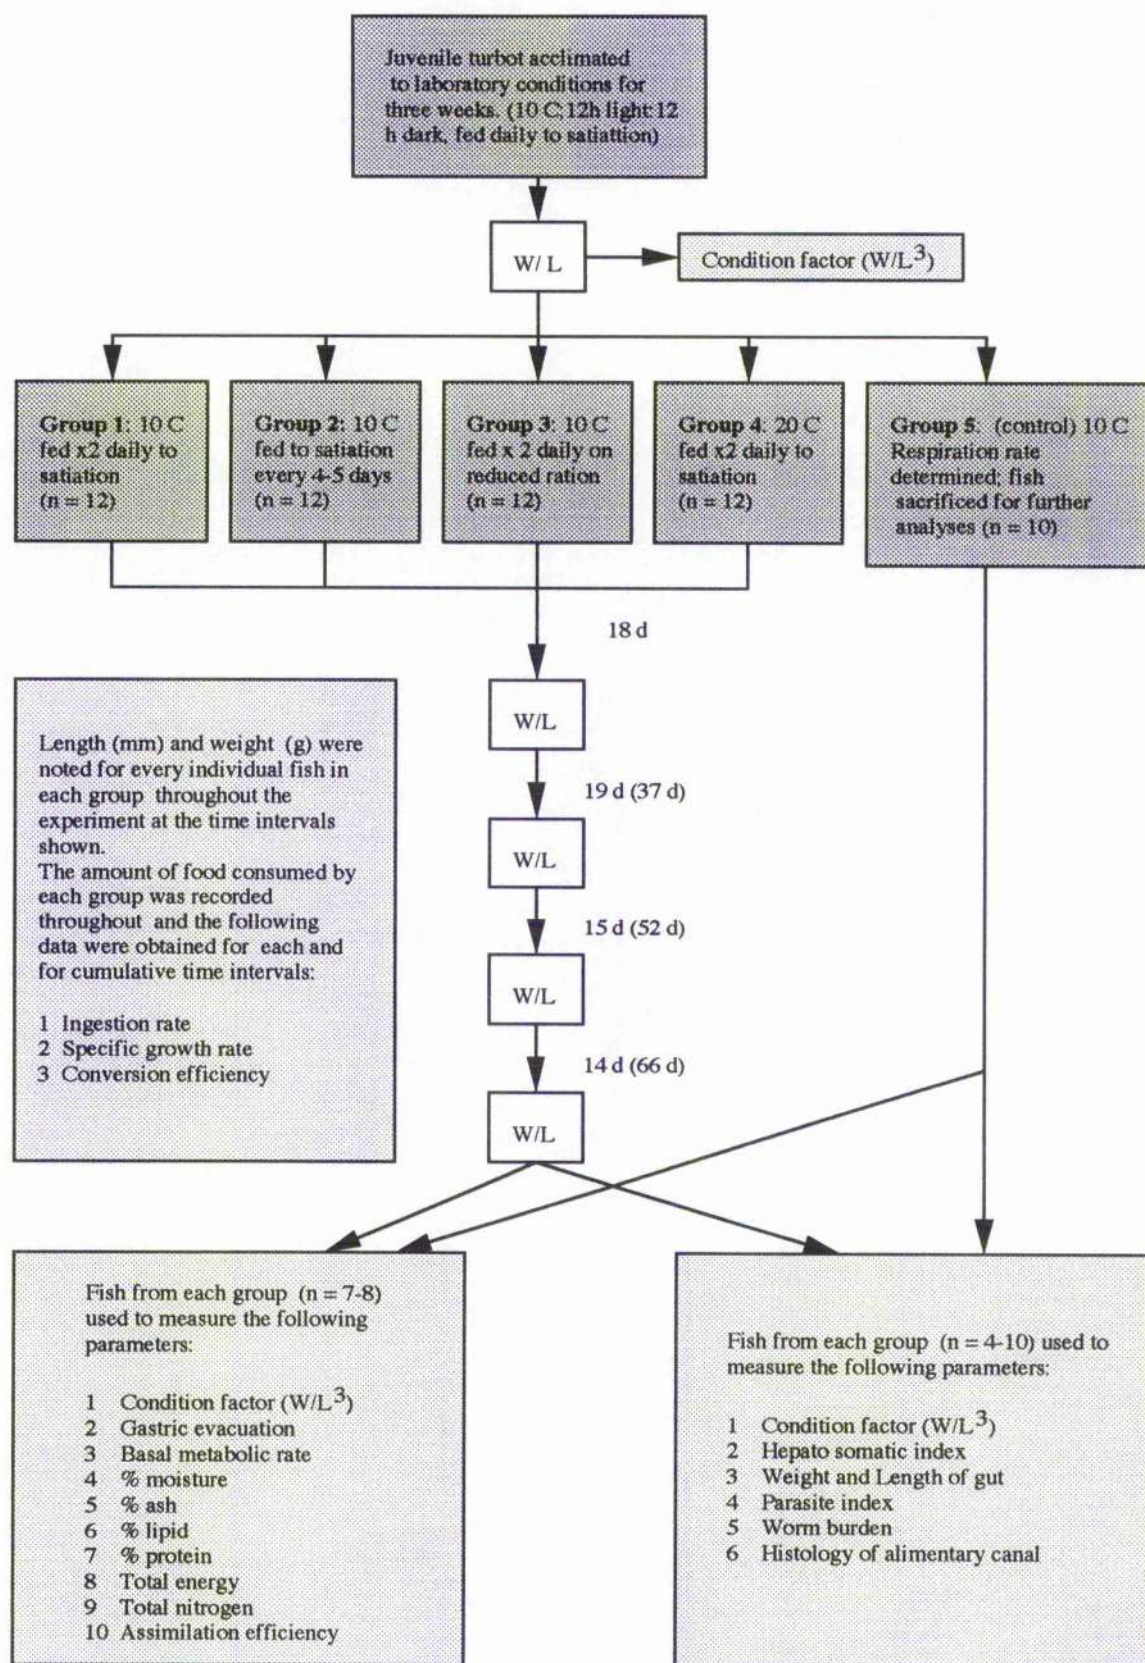 Juvenile turbot acclimated
to laboratory conditions for
three weeks. (10 C; 12h light:12
h dark, fed daily to satiattion)
W/ L
Condition factor (W/L3)
Group 1: 10 C
fed x2 daily to
satiation
(n = 12)
Group 2: 10 C
fed to satiation
every 4-5 days
(n = 12)
Group 3: 10 C
fed x 2 daily on
reduced ration
(n = 12)
Group 4: 20 C
fed x2 daily to
satiation
(n = 12)
Group 5: (control) 10 C
Respiration rate
determined; fish
sacrificed for further
analyses (n = 10)
18 d
W/L
19 d (37 d)
W/L
15 d (52 d)
W/L
14 d (66 d)
W/L
Length (mm) and weight (g) were
noted for every individual fish in
each group throughout the
experiment at the time intervals
shown.
The amount of food consumed by
each group was recorded
throughout and the following
data were obtained for each and
for cumulative time intervals:
1 Ingestion rate
2 Specific growth rate
3 Conversion efficiency
Fish from each group (n = 7-8)
used to measure the following
parameters:
1 Condition factor (W/L3)
2 Gastric evacuation
3 Basal metabolic rate
4 % moisture
5 % ash
6 % lipid
7 % protein
8 Total energy
9 Total nitrogen
10 Assimilation efficiency
Fish from each group (n = 4-10) used to
measure the following parameters:
1 Condition factor (W/L3)
2 Hepato somatic index
3 Weight and Length of gut
4 Parasite index
5 Worm burden
6 Histology of alimentary canal